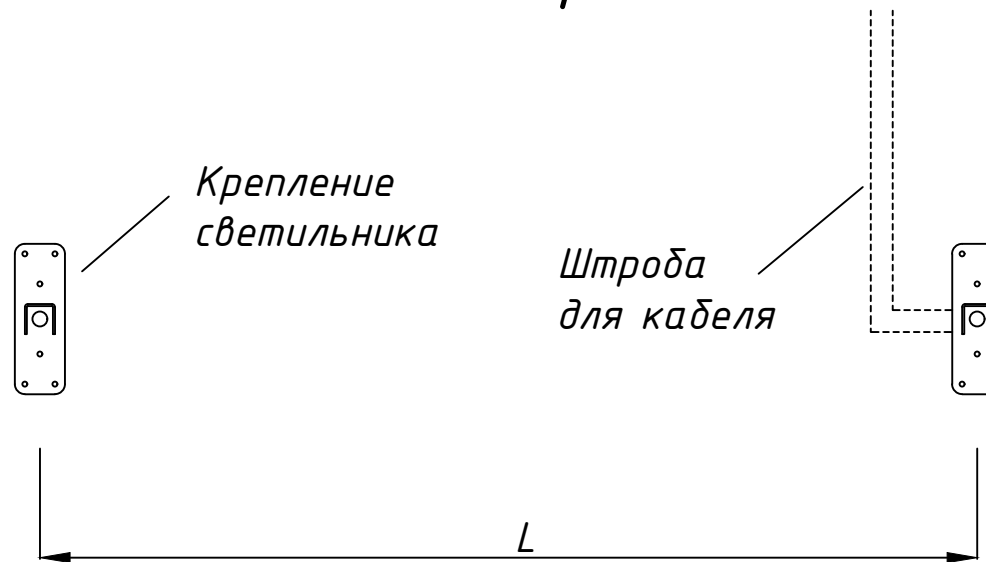 Крепление
светильника
Штроба
для кабеля
L